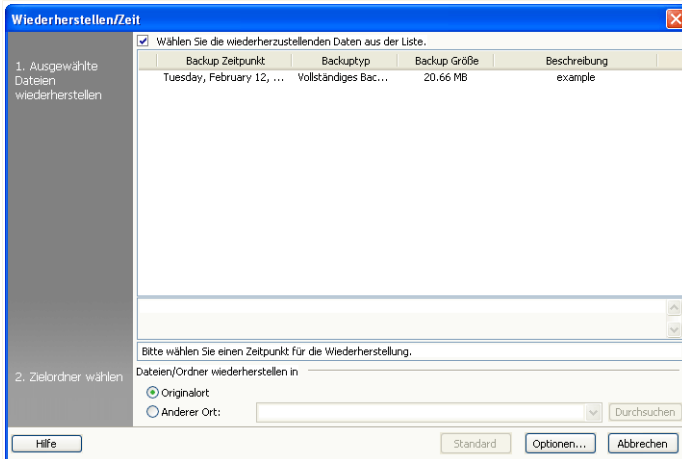 Wiederherstellen/Zeit
Wählen Sie die wiederherzustellenden Daten aus der Liste.
1. Ausgewählte
Dateien
wiederherstellen
Backup Zeitpunkt Backuptyp Backup Größe Beschreibung
Tuesday, February 12, ... Vollständiges Bac... 20.66 MB example
Bitte wählen Sie einen Zeitpunkt für die Wiederherstellung.
2. Zielordner wählen
Dateien/Ordner wiederherstellen in
Originalort
Anderer Ort:
Durchsuchen
Hilfe
Standard
Optionen...
Abbrechen